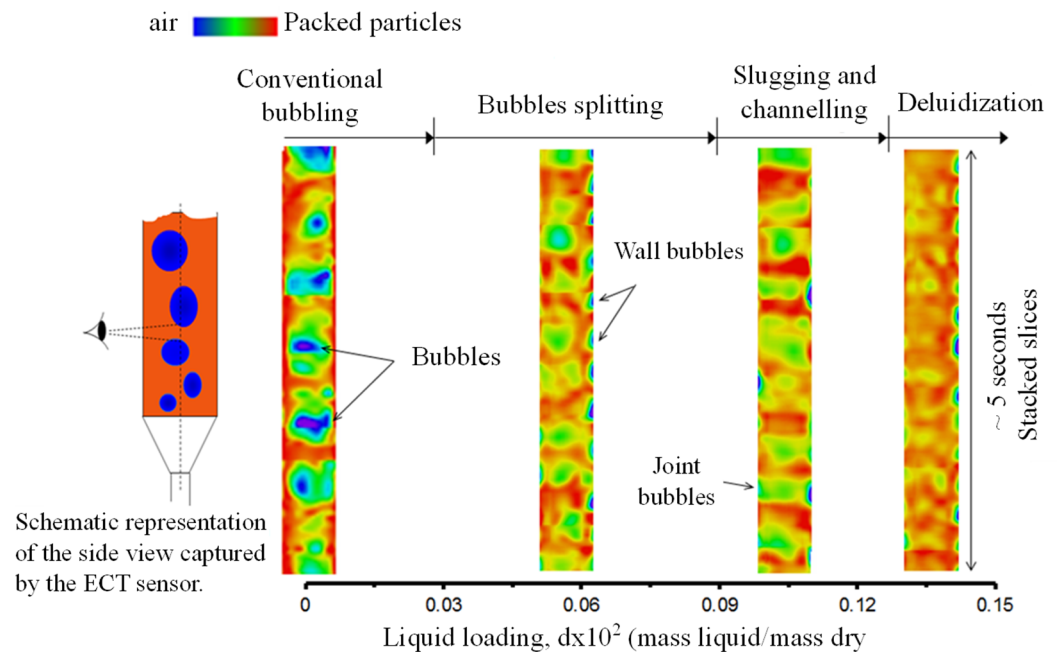 air Packed particles
Conventional
bubbling
Bubbles splitting
Slugging and
channelling
Deluidization
Wall bubbles
Bubbles
Joint
bubbles
~ 5 seconds
Stacked slices
Schematic representation
of the side view captured
by the ECT sensor.
0 0.03 0.06 0.09 0.12 0.15
Liquid loading, dx10² (mass liquid/mass dry